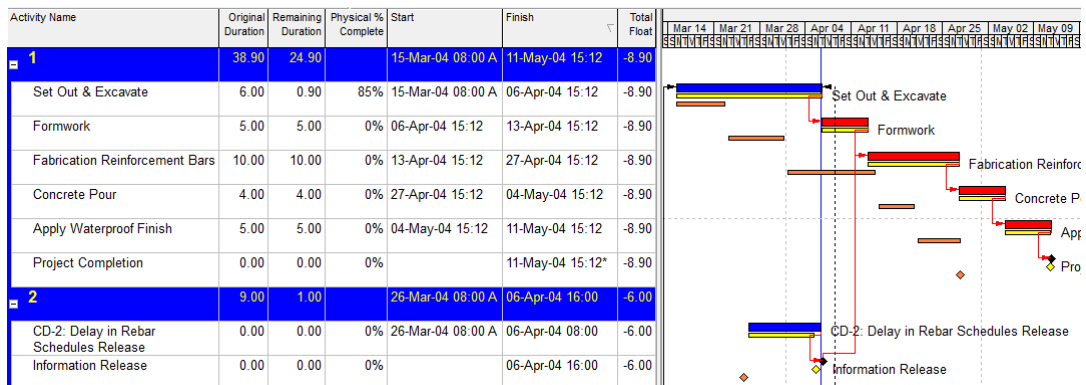 Activity Name Original Duration Remaining Duration Physical % Complete Start Finish Total Float
Mar 14 Mar 21 Mar 28 Apr 04 Apr 11 Apr 18 Apr 25 May 02 May 09
1 38.90 24.90 15-Mar-04 08:00 A 11-May-04 15:12 -8.90
Set Out & Excavate 6.00 0.90 85% 15-Mar-04 08:00 A 06-Apr-04 15:12 -8.90 Set Out & Excavate
Formwork 5.00 5.00 0% 06-Apr-04 15:12 13-Apr-04 15:12 -8.90 Formwork
Fabrication Reinforcement Bars 10.00 10.00 0% 13-Apr-04 15:12 27-Apr-04 15:12 -8.90 Fabrication Reinforc
Concrete Pour 4.00 4.00 0% 27-Apr-04 15:12 04-May-04 15:12 -8.90 Concrete P
Apply Waterproof Finish 5.00 5.00 0% 04-May-04 15:12 11-May-04 15:12 -8.90 App
Project Completion 0.00 0.00 0% 11-May-04 15:12* -8.90 Pro
2 9.00 1.00 26-Mar-04 08:00 A 06-Apr-04 16:00 -6.00
CD-2: Delay in Rebar Schedules Release 0.00 0.00 0% 26-Mar-04 08:00 A 06-Apr-04 08:00 -6.00 CD-2: Delay in Rebar Schedules Release
Information Release 0.00 0.00 0% 06-Apr-04 16:00 -6.00 Information Release